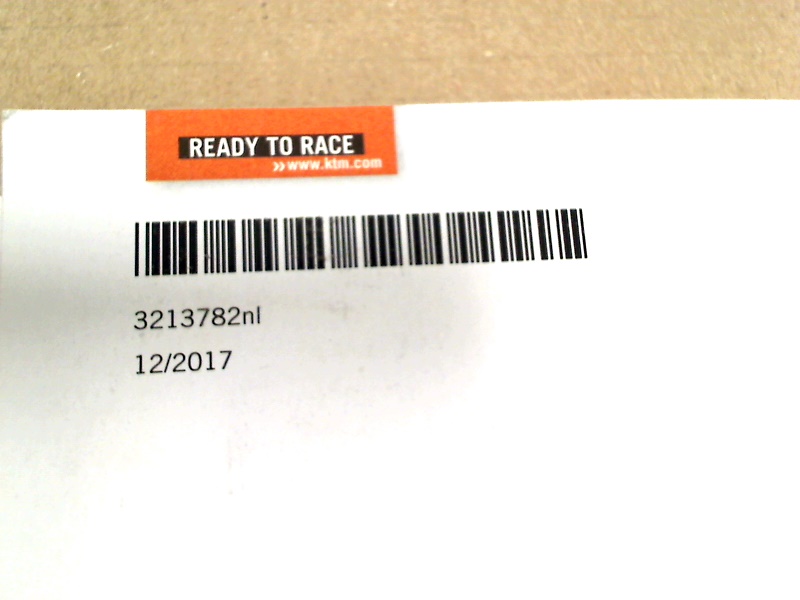 READY TO RACE
»www.ktm.com
3213782nl
12/2017